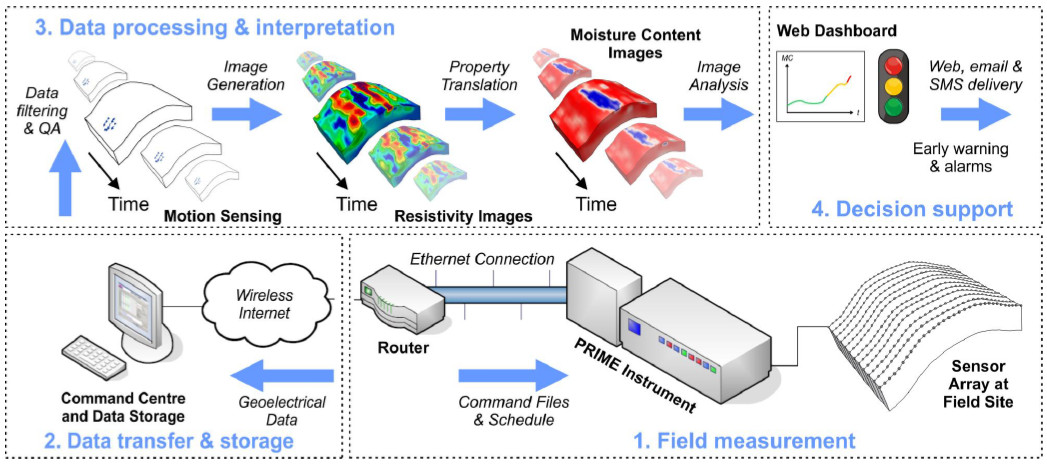 3. Data processing & interpretation
Data
filtering
& QA
Time
Motion Sensing
Image
Generation
Time
Resistivity Images
Property
Translation
Moisture Content
Images
Time
Image
Analysis
Web Dashboard
MC
t
Web, email &
SMS delivery
Early warning
& alarms
4. Decision support
Wireless
Internet
Command Centre
and Data Storage
Geoelectrical
Data
2. Data transfer & storage
Ethernet Connection
Router
Command Files
& Schedule
PRIME Instrument
Sensor
Array at
Field Site
1. Field measurement